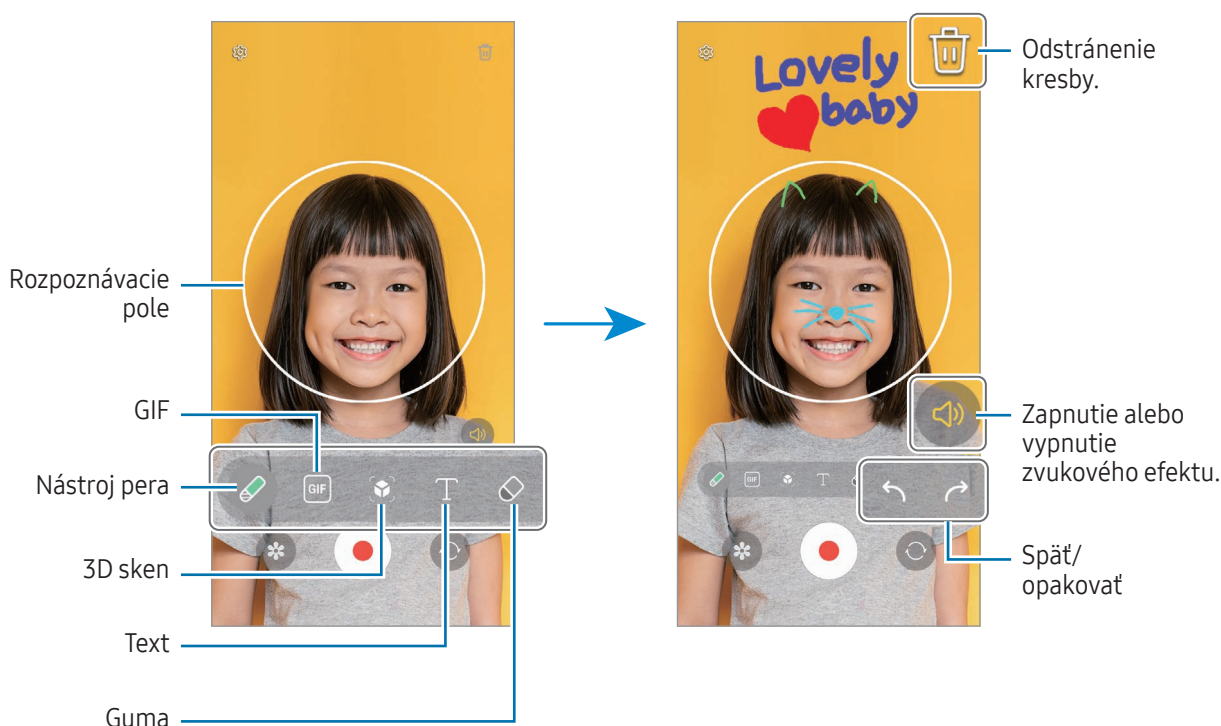 Rozpoznávacie
pole
GIF
Nástroj pera
3D sken
Text
Guma
GIF
T
Lovely
baby
GIF
T
Odstránenie
kresby.
Zapnutie alebo
vypnutie
zvukového efektu.
Späť/
opakovať